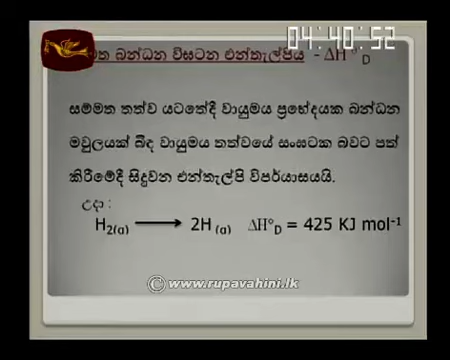 04:40:52
බන්ධන විඝටන එන්තැල්පිය - ΔH°D
සම්මත තත්ව යටතේදී වායුමය ප්‍රභේදයක බන්ධන
මවුලයක් බිඳ වායුමය තත්වයේ සංඝටක බවට පත්
කිරීමේදී සිදුවන එන්තැල්පි විපර්යාසයයි.
උදා :
H2(g) ⟶ 2H (g) ΔH°D = 425 KJ mol-1
© www.rupavahini.lk